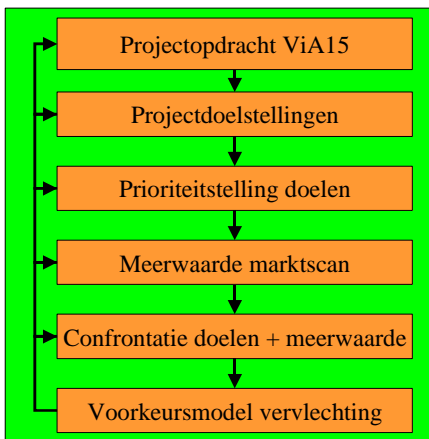 Projectopdracht ViA15
Projectdoelstellingen
Prioriteitstelling doelen
Meerwaarde marktscan
Confrontatie doelen + meerwaarde
Voorkeursmodel vervlechting